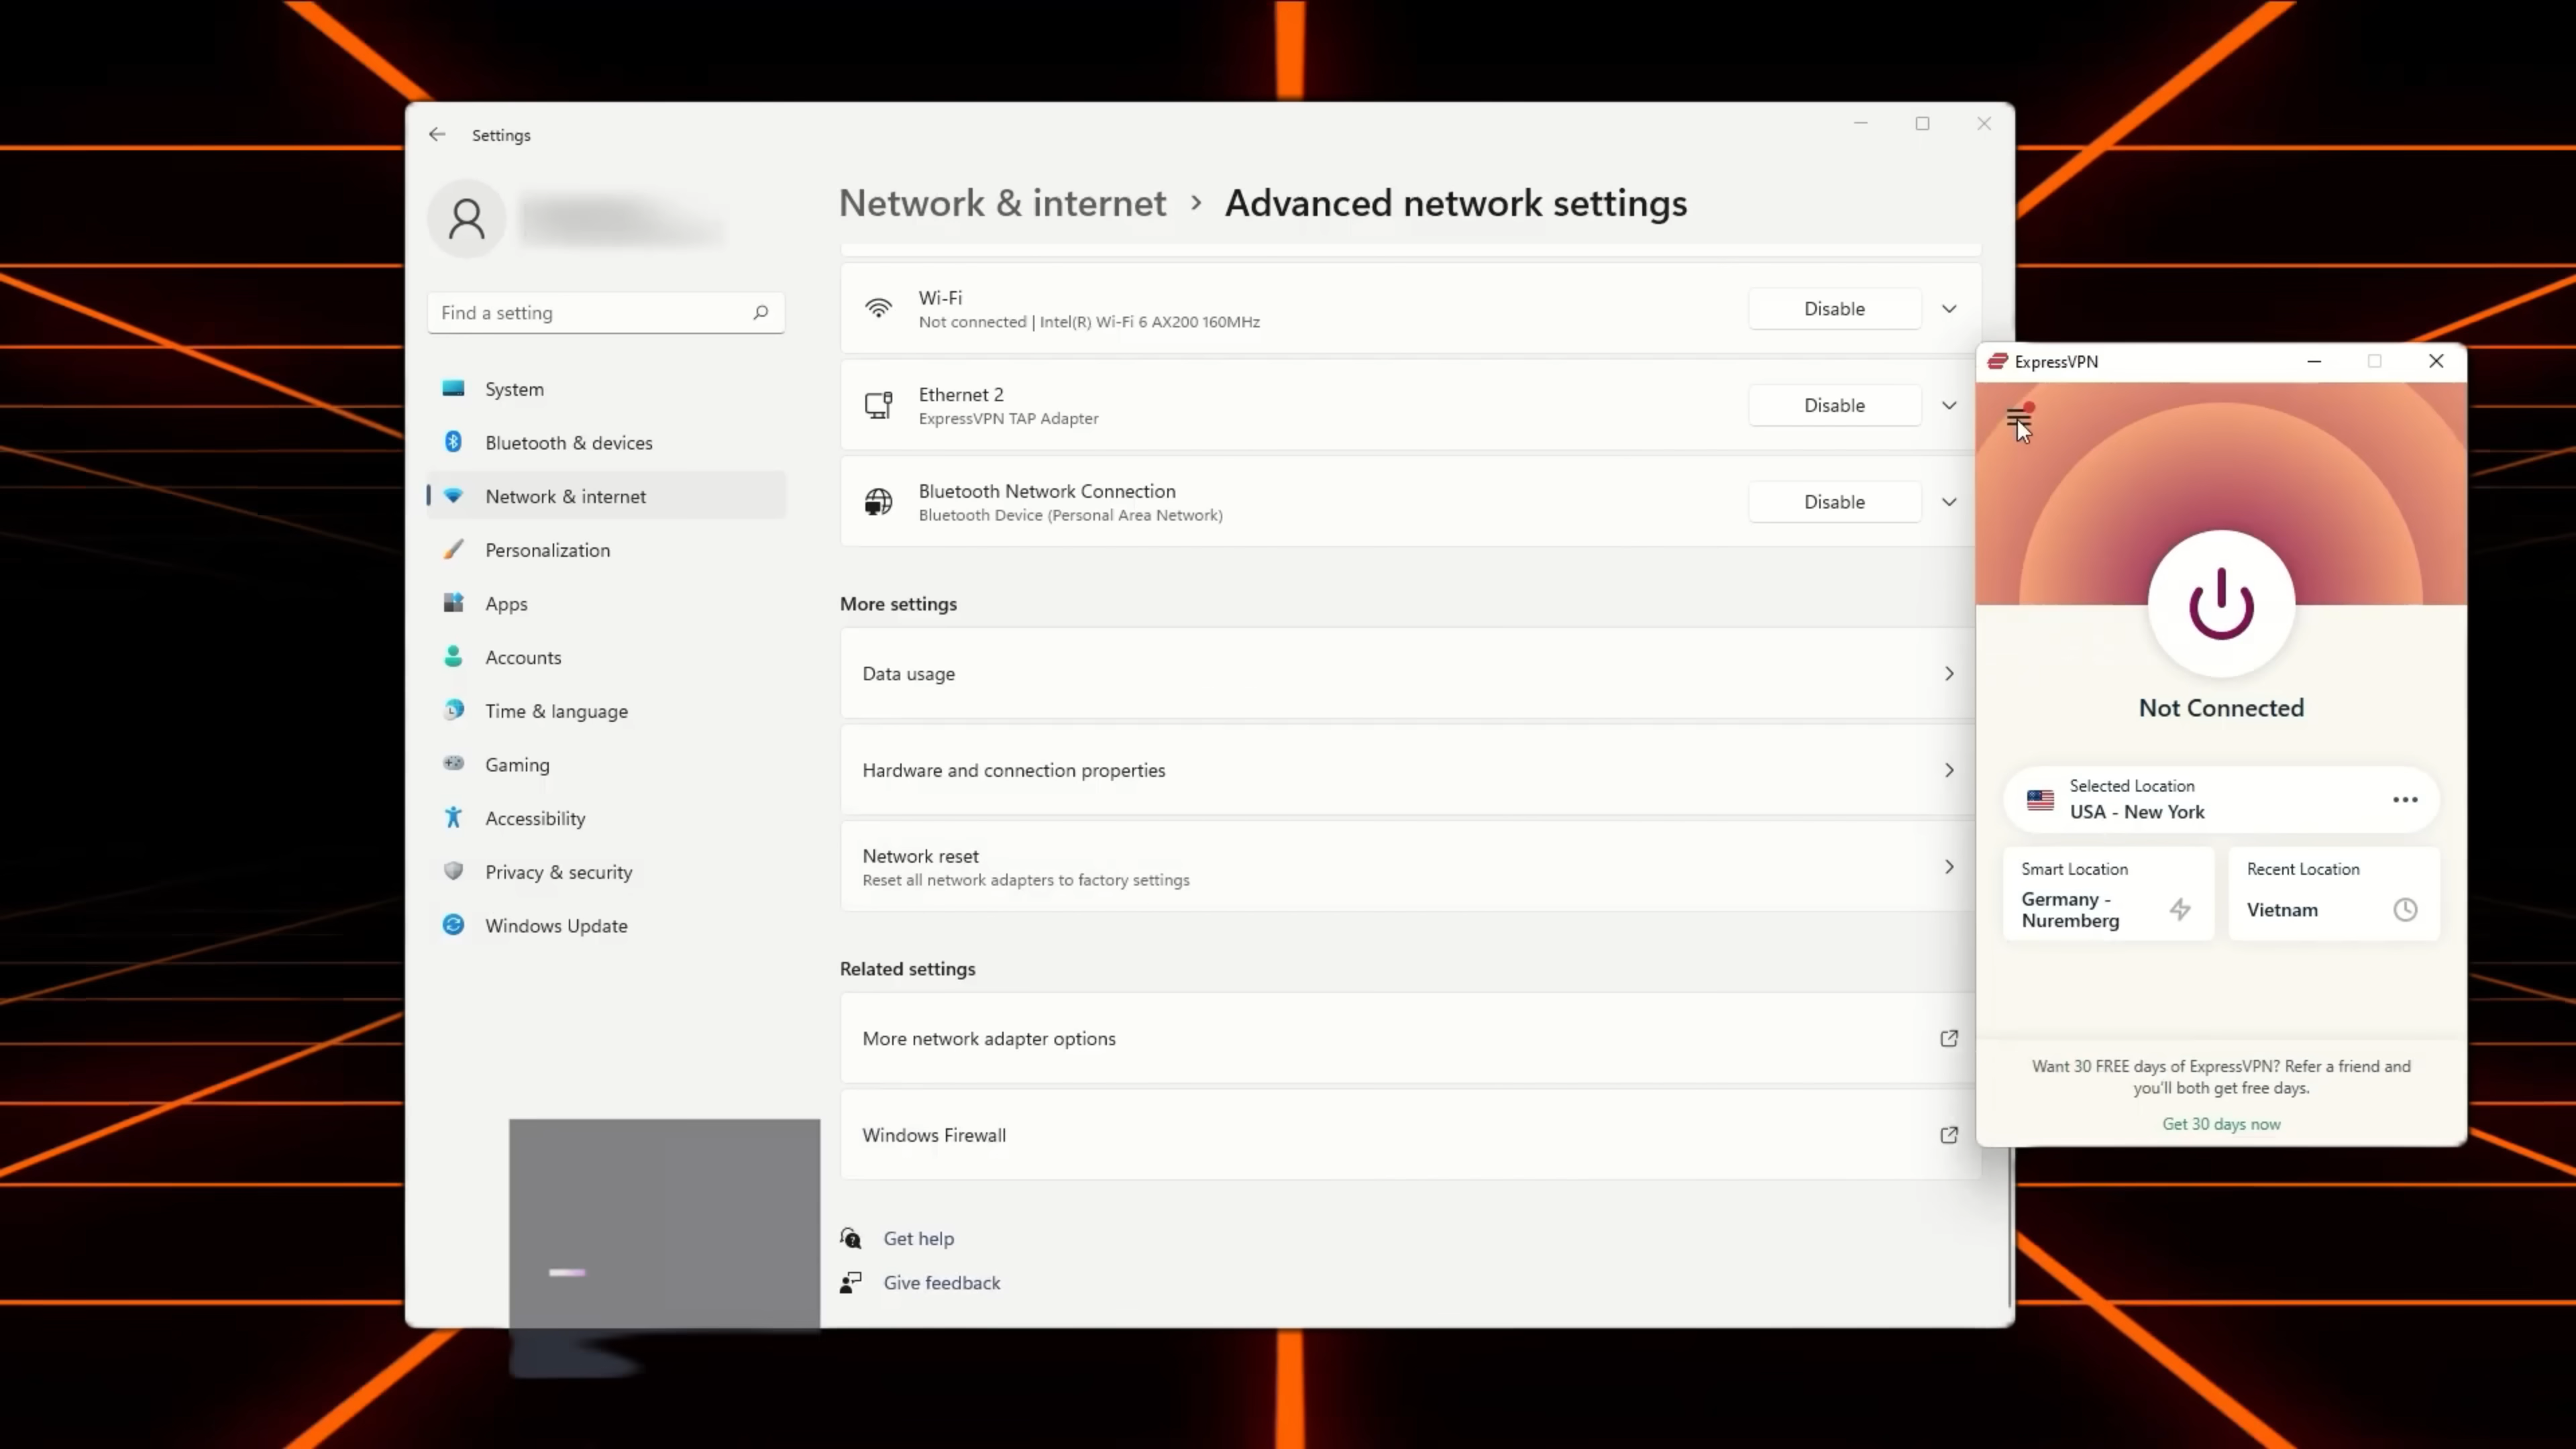 Settings
Find a setting
System
Bluetooth & devices
Network & internet
Personalization
Apps
Accounts
Time & language
Gaming
Accessibility
Privacy & security
Windows Update
Network & internet > Advanced network settings
Wi-Fi
Not connected | Intel(R) Wi-Fi 6 AX200 160MHz
Disable
Ethernet 2
ExpressVPN TAP Adapter
Disable
Bluetooth Network Connection
Bluetooth Device (Personal Area Network)
Disable
More settings
Data usage
Hardware and connection properties
Network reset
Reset all network adapters to factory settings
Related settings
More network adapter options
Windows Firewall
Get help
Give feedback
ExpressVPN
Not Connected
Selected Location
USA - New York
Smart Location
Germany -
Nuremberg
Recent Location
Vietnam
Want 30 FREE days of ExpressVPN? Refer a friend and
you'll both get free days.
Get 30 days now